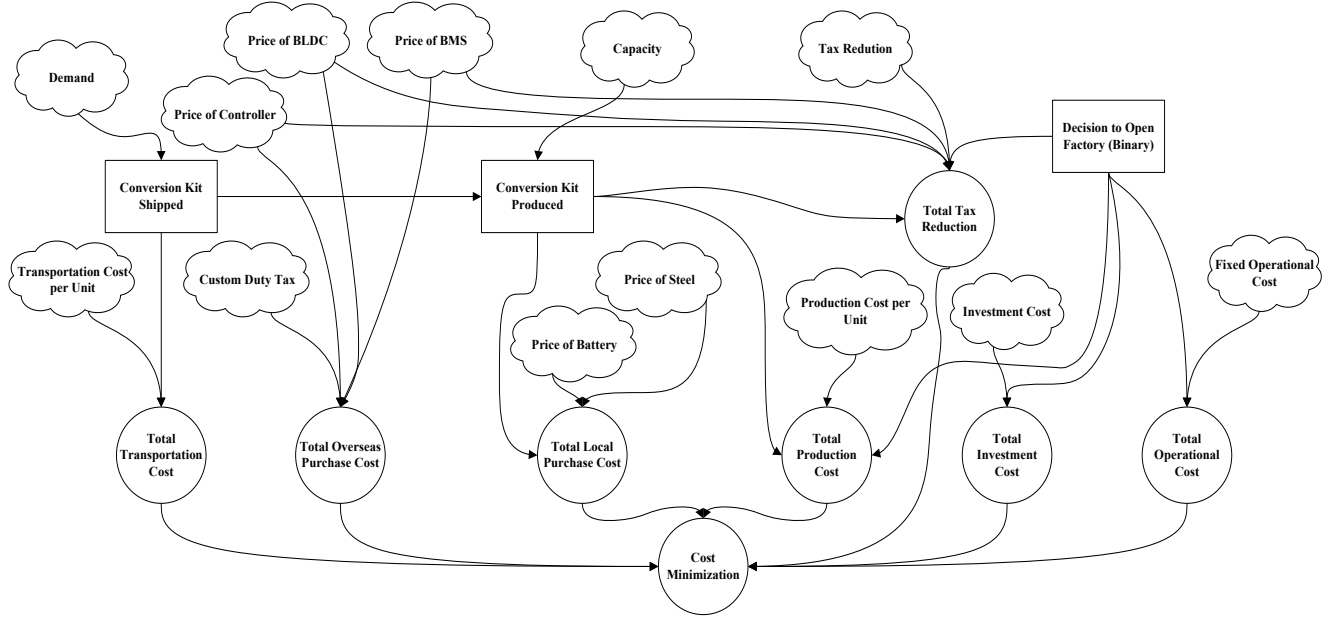 Price of BLDC
Price of BMS
Capacity
Tax Redution
Demand
Price of Controller
Decision to Open
Factory (Binary)
Conversion Kit
Shipped
Conversion Kit
Produced
Total Tax
Reduction
Transportation Cost
per Unit
Custom Duty Tax
Price of Steel
Production Cost per
Unit
Investment Cost
Fixed Operational
Cost
Price of Battery
Total
Transportation
Cost
Total Overseas
Purchase Cost
Total Local
Purchase Cost
Total
Production
Cost
Total
Investment
Cost
Total
Operational
Cost
Cost
Minimization